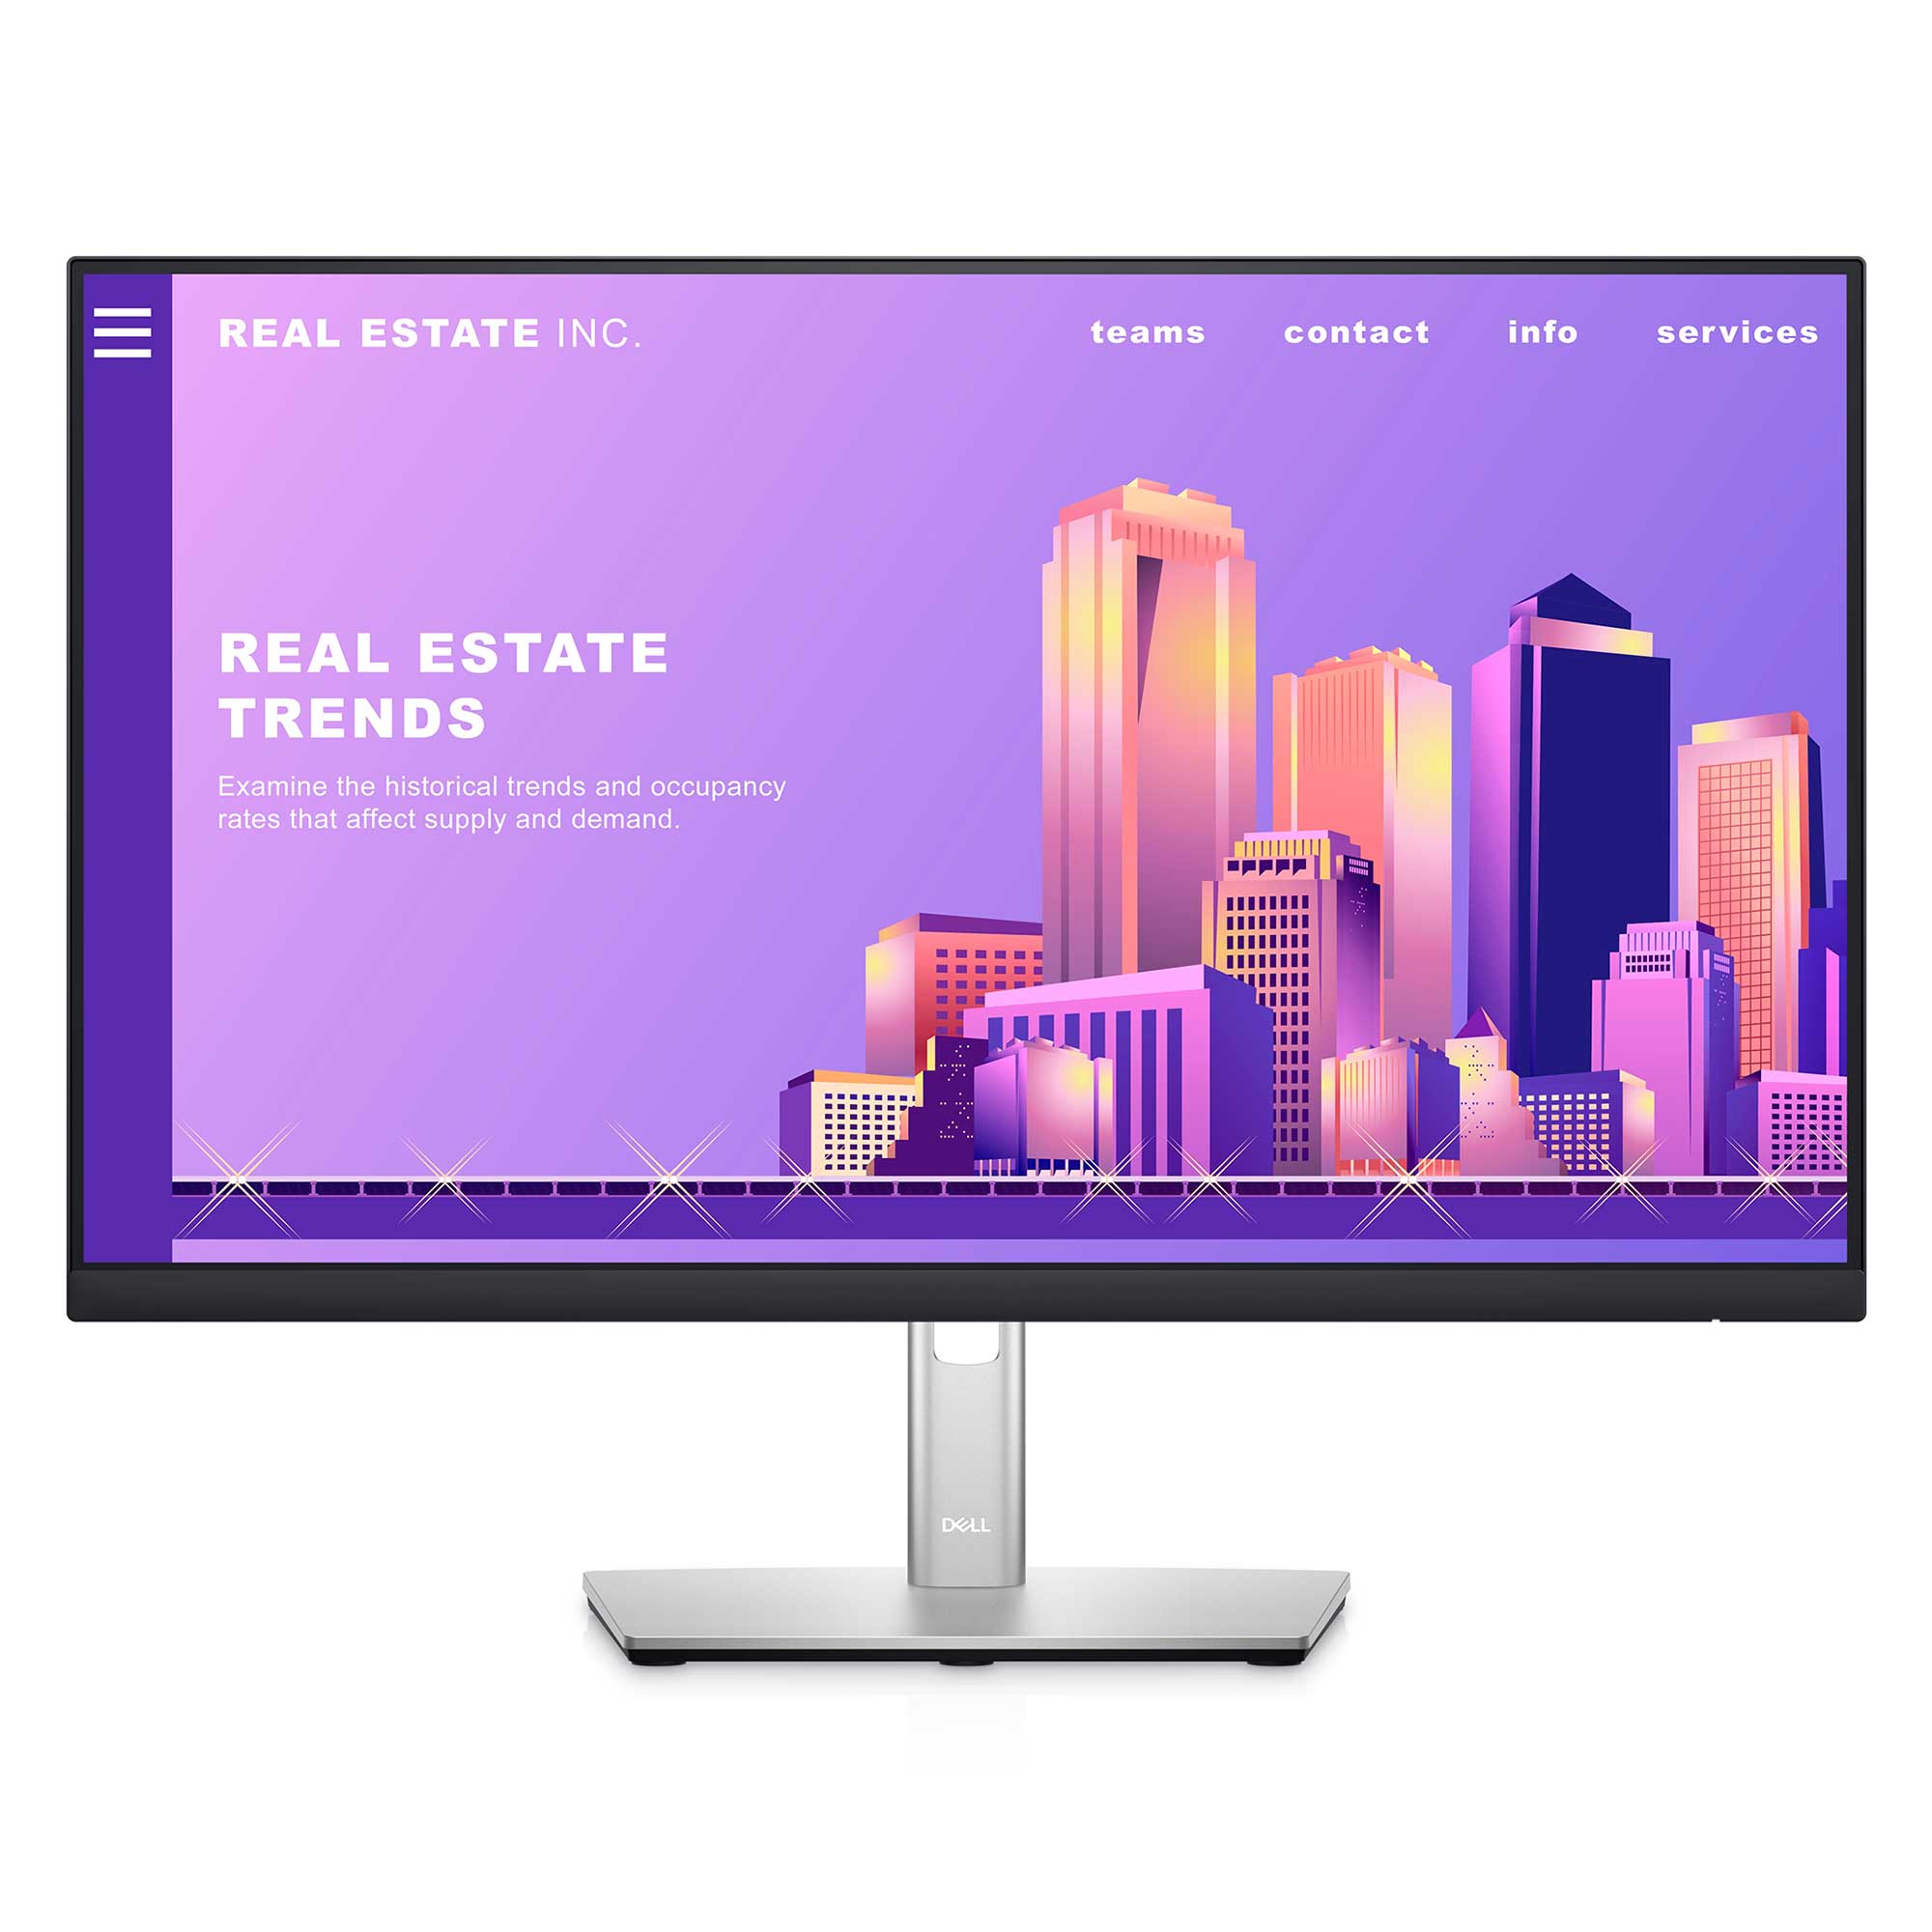 REAL ESTATE INC.
teams contact info services
REAL ESTATE
TRENDS
Examine the historical trends and occupancy
rates that affect supply and demand.
DELL